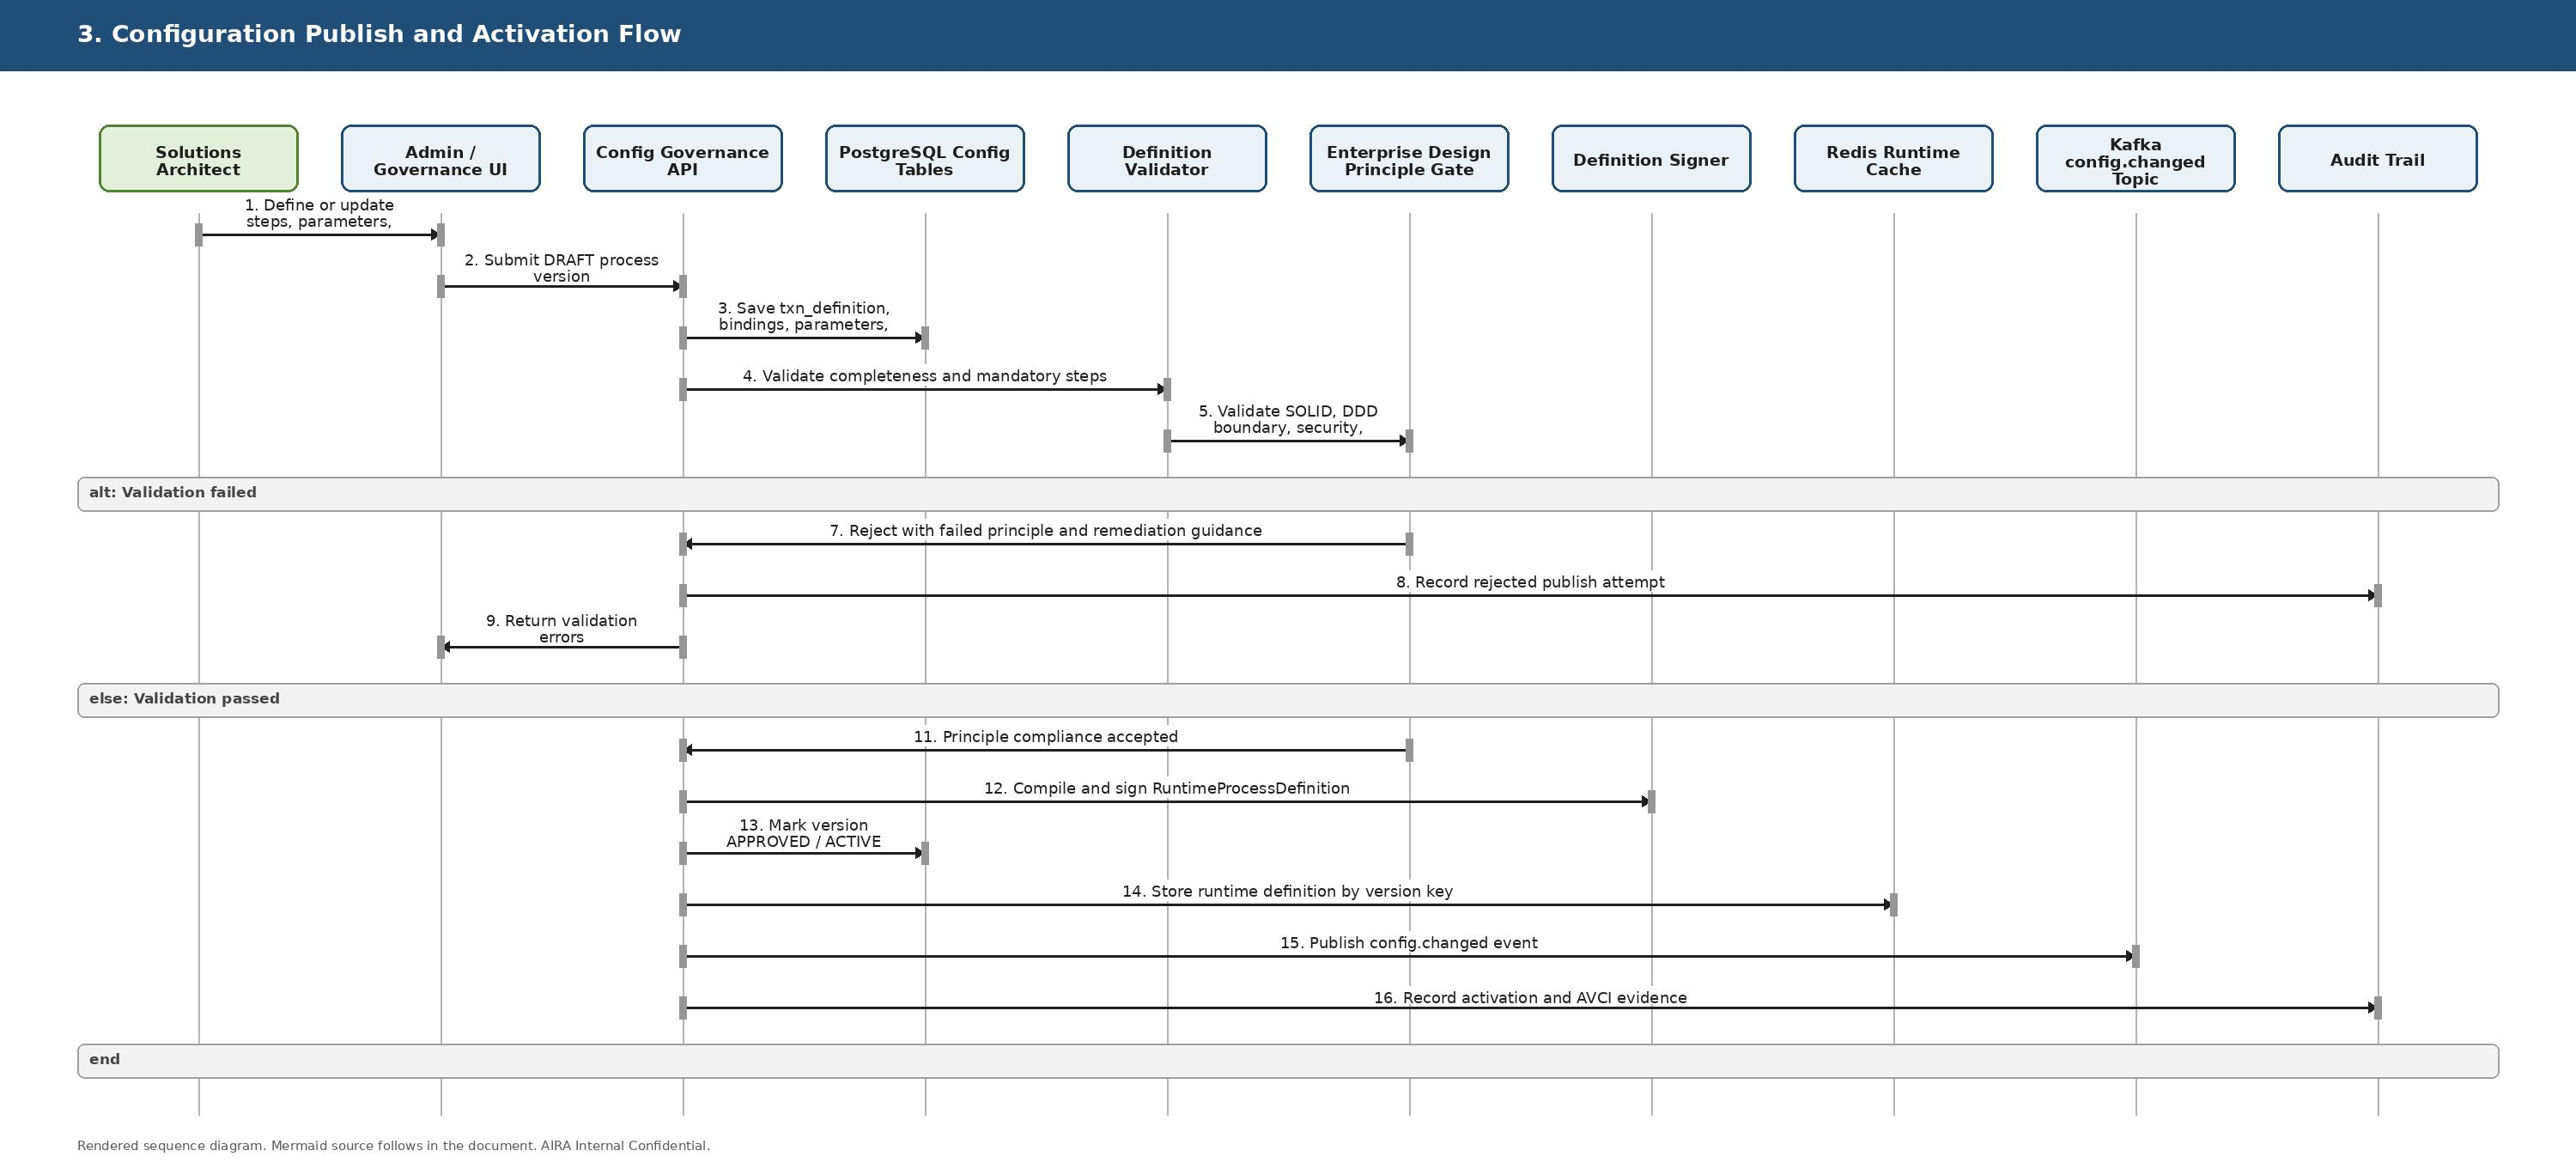 3. Configuration Publish and Activation Flow
Solutions
Architect
Admin /
Governance UI
Config Governance
API
PostgreSQL Config
Tables
Definition
Validator
Enterprise Design
Principle Gate
Definition Signer
Redis Runtime
Cache
Kafka
config.changed
Topic
Audit Trail
1. Define or update
steps, parameters,
2. Submit DRAFT process
version
3. Save txn_definition,
bindings, parameters,
4. Validate completeness and mandatory steps
5. Validate SOLID, DDD
boundary, security,
alt: Validation failed
7. Reject with failed principle and remediation guidance
8. Record rejected publish attempt
9. Return validation
errors
else: Validation passed
11. Principle compliance accepted
12. Compile and sign RuntimeProcessDefinition
13. Mark version
APPROVED / ACTIVE
14. Store runtime definition by version key
15. Publish config.changed event
16. Record activation and AVCI evidence
end
Rendered sequence diagram. Mermaid source follows in the document. AIRA Internal Confidential.